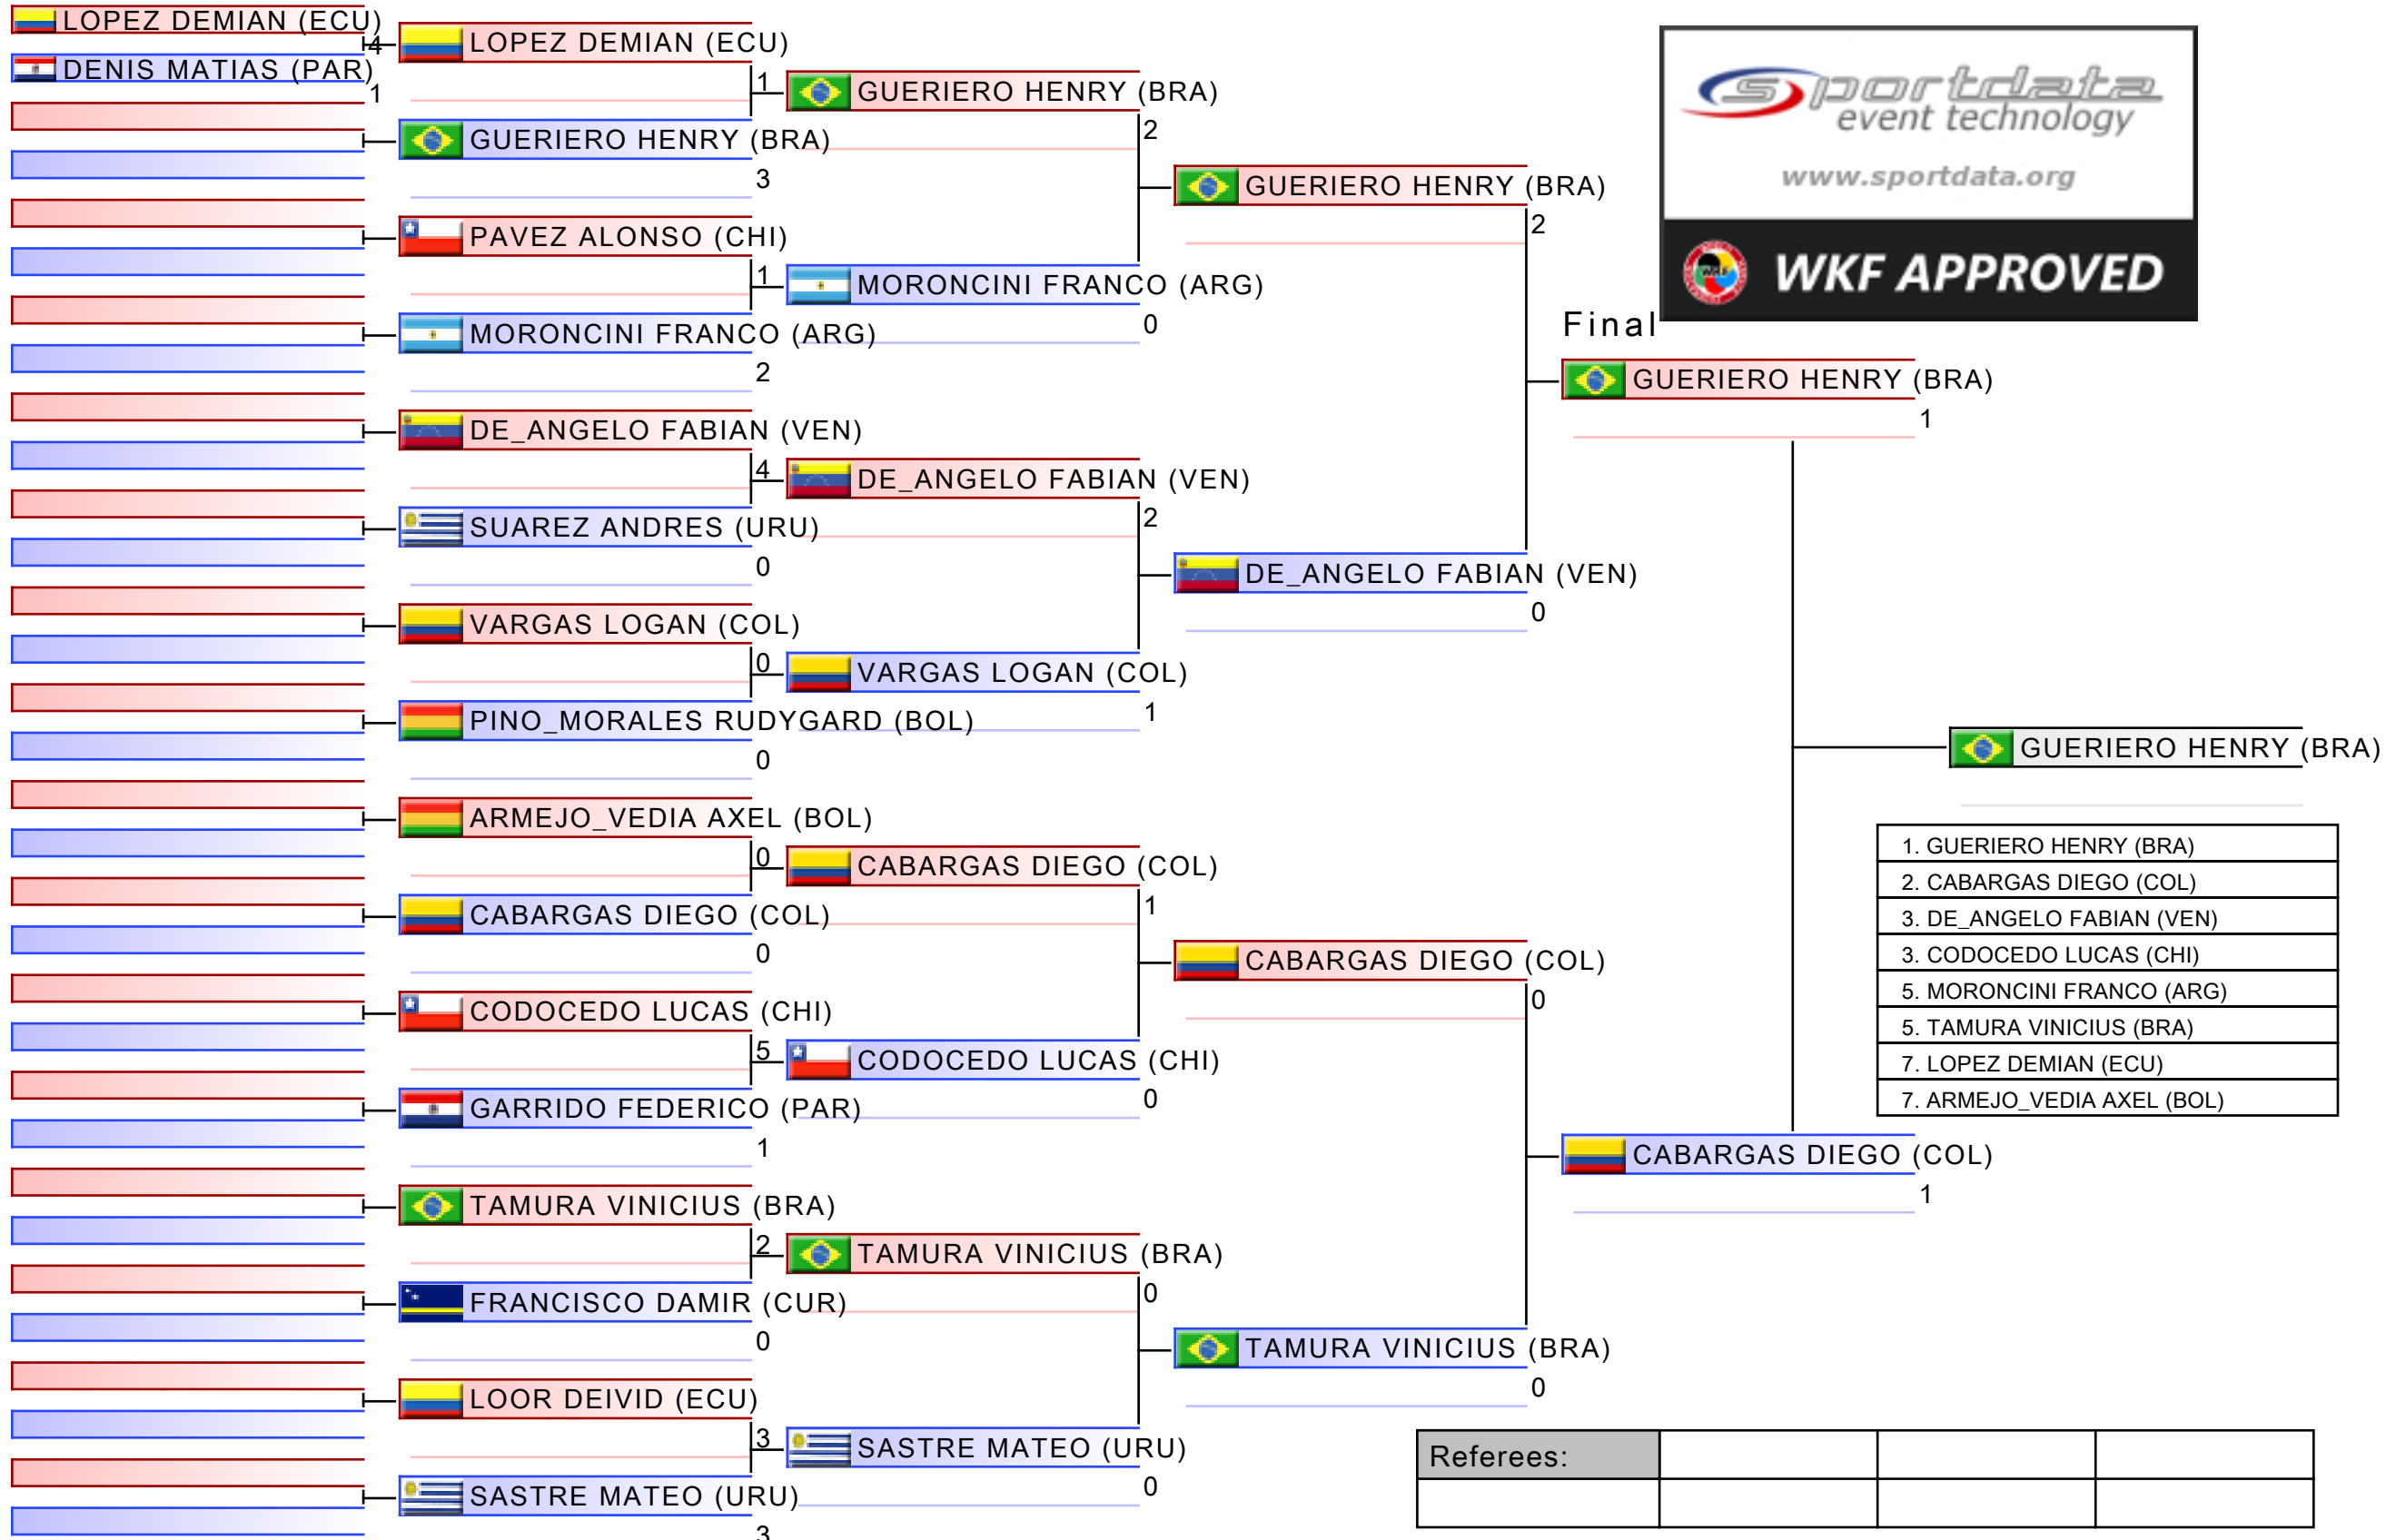 LOPEZ DEMIAN (ECU)
4
DENIS MATIAS (PAR)
1
LOPEZ DEMIAN (ECU)
1
GUERIERO HENRY (BRA)
3
PAVEZ ALONSO (CHI)
1
MORONCINI FRANCO (ARG)
2
DE_ANGELO FABIAN (VEN)
4
SUAREZ ANDRES (URU)
0
VARGAS LOGAN (COL)
0
PINO_MORALES RUDYGARD (BOL)
0
ARMEJO_VEDIA AXEL (BOL)
0
CABARGAS DIEGO (COL)
0
CODOCEDO LUCAS (CHI)
5
GARRIDO FEDERICO (PAR)
1
TAMURA VINICIUS (BRA)
2
FRANCISCO DAMIR (CUR)
0
LOOR DEIVID (ECU)
3
SASTRE MATEO (URU)
3
GUERIERO HENRY (BRA)
2
MORONCINI FRANCO (ARG)
0
DE_ANGELO FABIAN (VEN)
2
VARGAS LOGAN (COL)
1
CABARGAS DIEGO (COL)
1
CODOCEDO LUCAS (CHI)
0
TAMURA VINICIUS (BRA)
0
SASTRE MATEO (URU)
0
GUERIERO HENRY (BRA)
2
DE_ANGELO FABIAN (VEN)
0
CABARGAS DIEGO (COL)
0
TAMURA VINICIUS (BRA)
0
Final
GUERIERO HENRY (BRA)
1
CABARGAS DIEGO (COL)
1
sportdata
event technology
www.sportdata.org
WKF APPROVED
GUERIERO HENRY (BRA)
1. GUERIERO HENRY (BRA)
2. CABARGAS DIEGO (COL)
3. DE_ANGELO FABIAN (VEN)
3. CODOCEDO LUCAS (CHI)
5. MORONCINI FRANCO (ARG)
5. TAMURA VINICIUS (BRA)
7. LOPEZ DEMIAN (ECU)
7. ARMEJO_VEDIA AXEL (BOL)
Referees: